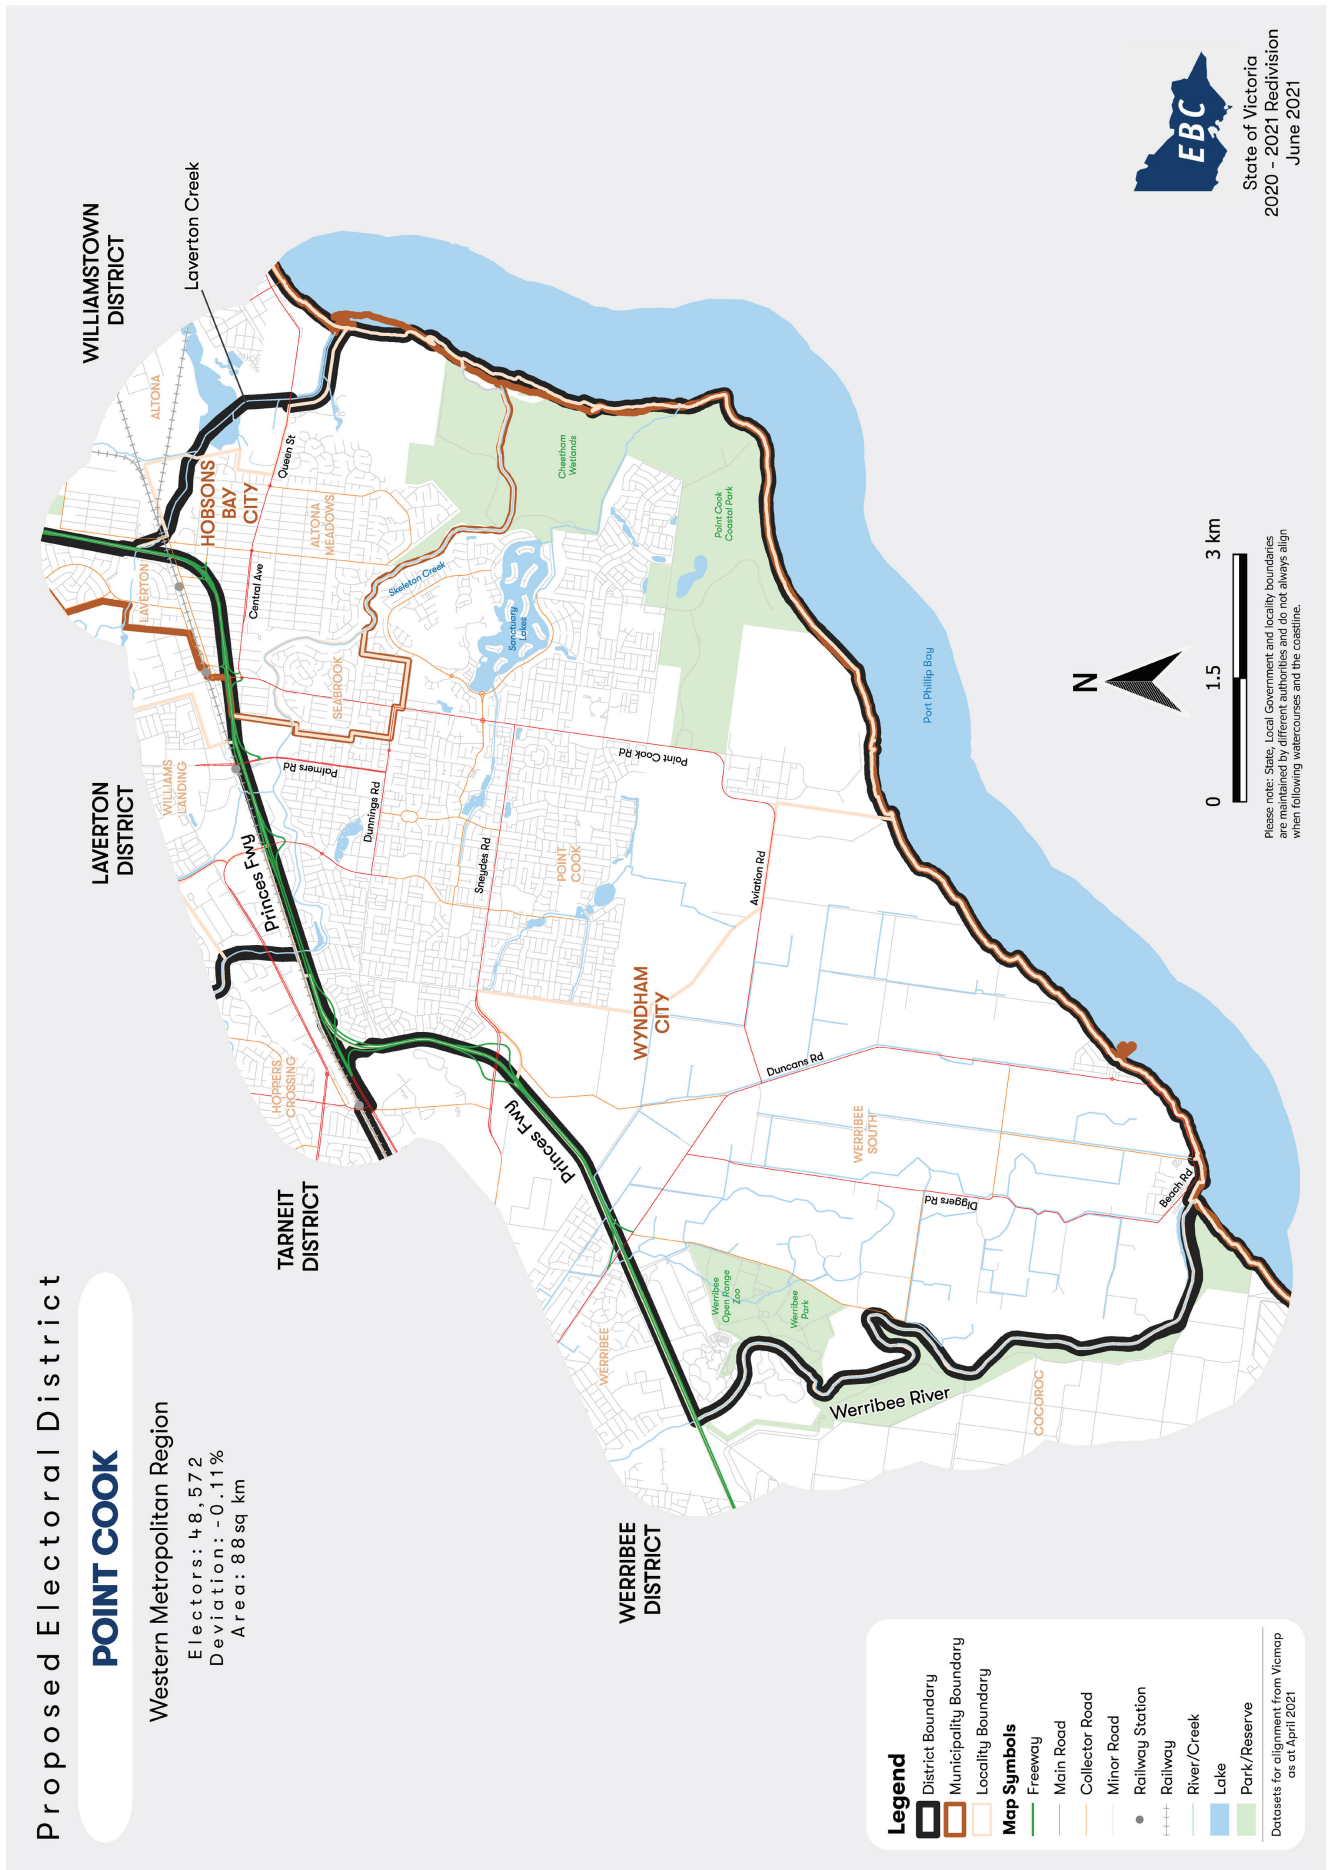 Proposed Electoral District
POINT COOK
Western Metropolitan Region
Electors: 48,572
Deviation: -0.11%
Area: 88 sq km
WILLIAMSTOWN
DISTRICT
Laverton Creek
LAVERTON
DISTRICT
TARNEIT
DISTRICT
WERRIBEE
DISTRICT
ALTONA
HOBSONS
BAY
CITY
Queen St
ALTONA
MEADOWS
LAVERTON
Central Ave
Skeleton Creek
Cheetham
Wetlands
Point Cook
Coastal Park
Sanctuary
Lakes
SEABROOK
WILLIAMS
LANDING
Palmers Rd
Dunnings Rd
Point Cook Rd
Princes Fwy
Sneydes Rd
POINT
COOK
Aviation Rd
Port Phillip Bay
WYNDHAM
CITY
HOPPERS
CROSSING
Duncans Rd
Princes Fwy
WERRIBEE
SOUTH
Diggers Rd
Beach Rd
Werribee
Open Range
Zoo
Werribee
Park
WERRIBEE
Werribee River
COCOROC
EBC
State of Victoria
2020 - 2021 Redivision
June 2021
N
0
1.5
3 km
Please note: State, Local Government and locality boundaries
are maintained by different authorities and do not always align
when following watercourses and the coastline.
Legend
District Boundary
Municipality Boundary
Locality Boundary
Map Symbols
Freeway
Main Road
Collector Road
Minor Road
Railway Station
Railway
River/Creek
Lake
Park/Reserve
Datasets for alignment from Vicmap
as at April 2021